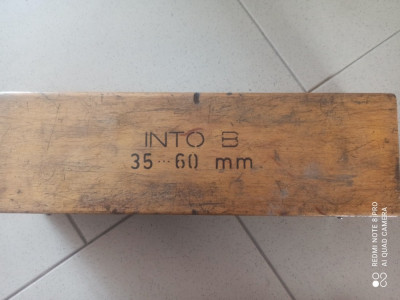 INTO B
35···60 mm.
REDMI NOTE 8 PRO
AI QUAD CAMERA